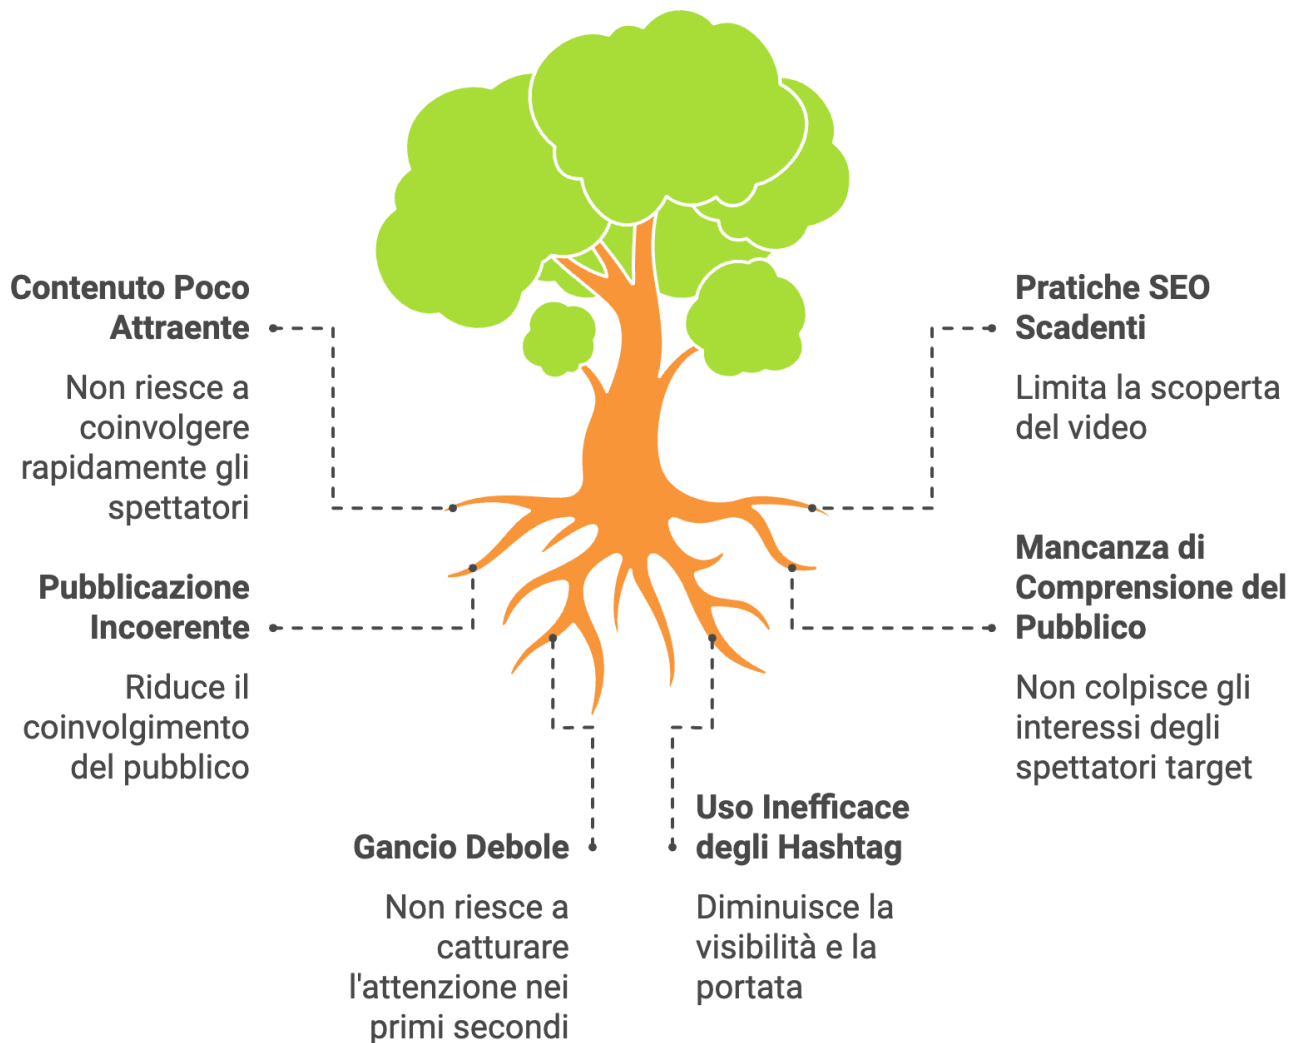 Contenuto Poco
Attraente
Non riesce a
coinvolgere
rapidamente gli
spettatori
Pubblicazione
Incoerente
Riduce il
coinvolgimento
del pubblico
Gancio Debole
Non riesce a
catturare
l'attenzione nei
primi secondi
Uso Inefficace
degli Hashtag
Diminuisce la
visibilità e la
portata
Pratiche SEO
Scadenti
Limita la scoperta
del video
Mancanza di
Comprensione del
Pubblico
Non colpisce gli
interessi degli
spettatori target